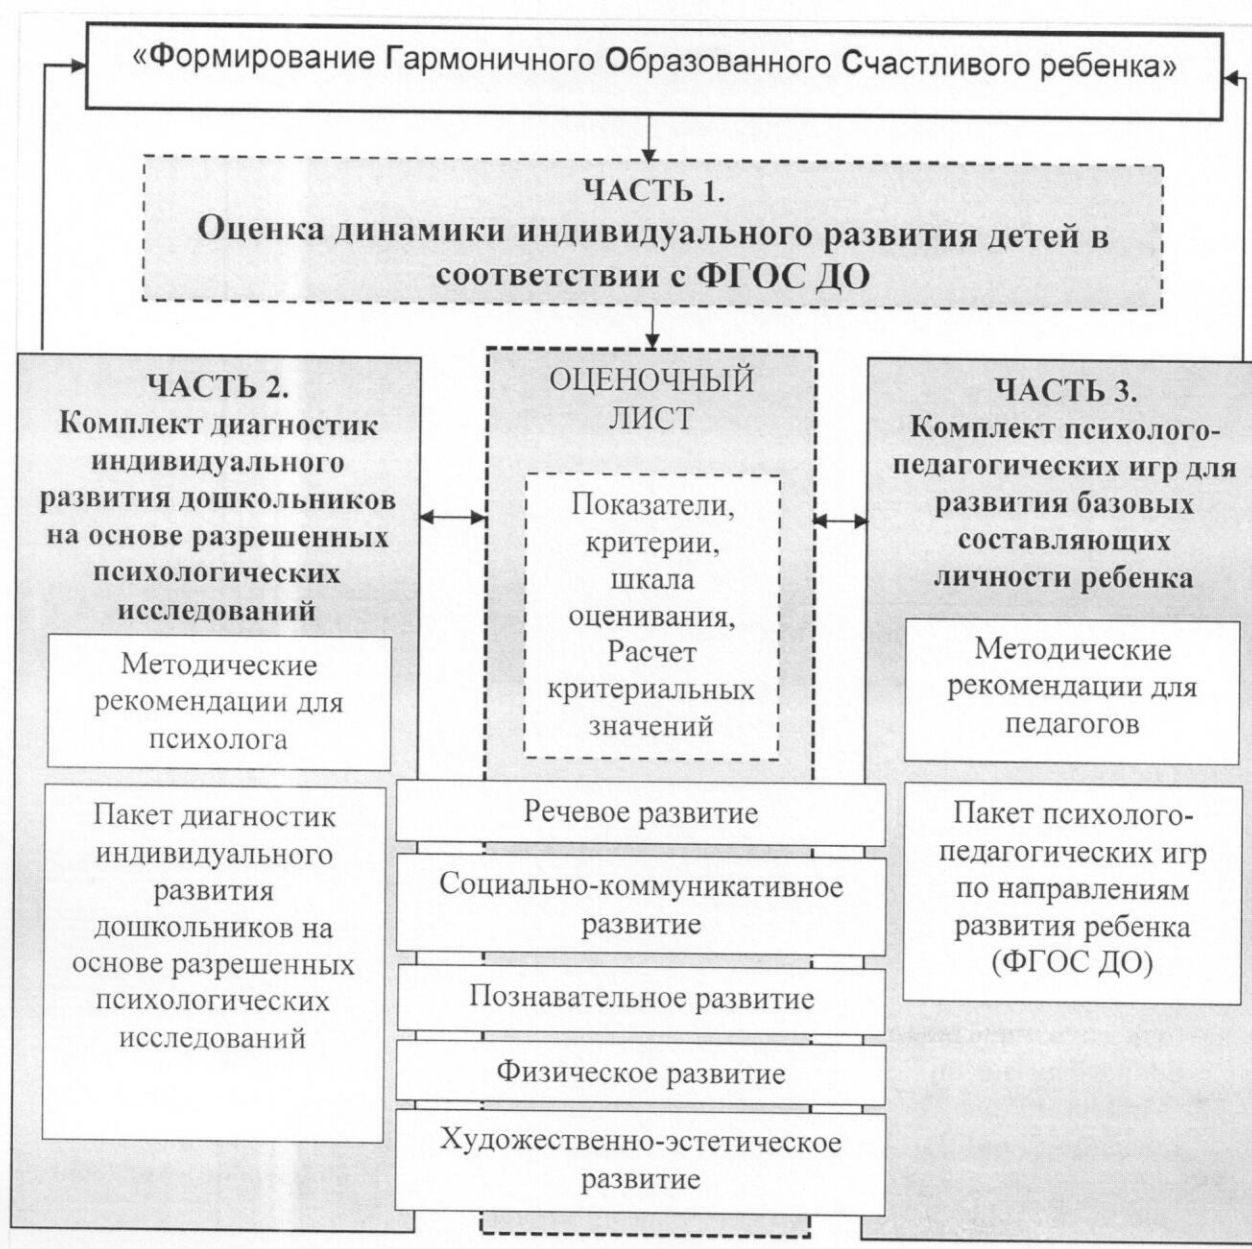 «Формирование Гармоничного Образованного Счастливого ребенка»
ЧАСТЬ 1.
Оценка динамики индивидуального развития детей в
соответствии с ФГОС ДО
ЧАСТЬ 2.
Комплект диагностик
индивидуального
развития дошкольников
на основе разрешенных
психологических
исследований
Методические
рекомендации для
психолога
Пакет диагностик
индивидуального
развития
дошкольников на
основе разрешенных
психологических
исследований
ОЦЕНОЧНЫЙ
ЛИСТ
Показатели,
критерии,
шкала
оценивания,
Расчет
критериальных
значений
Речевое развитие
Социально-коммуникативное
развитие
Познавательное развитие
Физическое развитие
Художественно-эстетическое
развитие
ЧАСТЬ 3.
Комплект психолого-
педагогических игр для
развития базовых
составляющих
личности ребенка
Методические
рекомендации для
педагогов
Пакет психолого-
педагогических игр
по направлениям
развития ребенка
(ФГОС ДО)